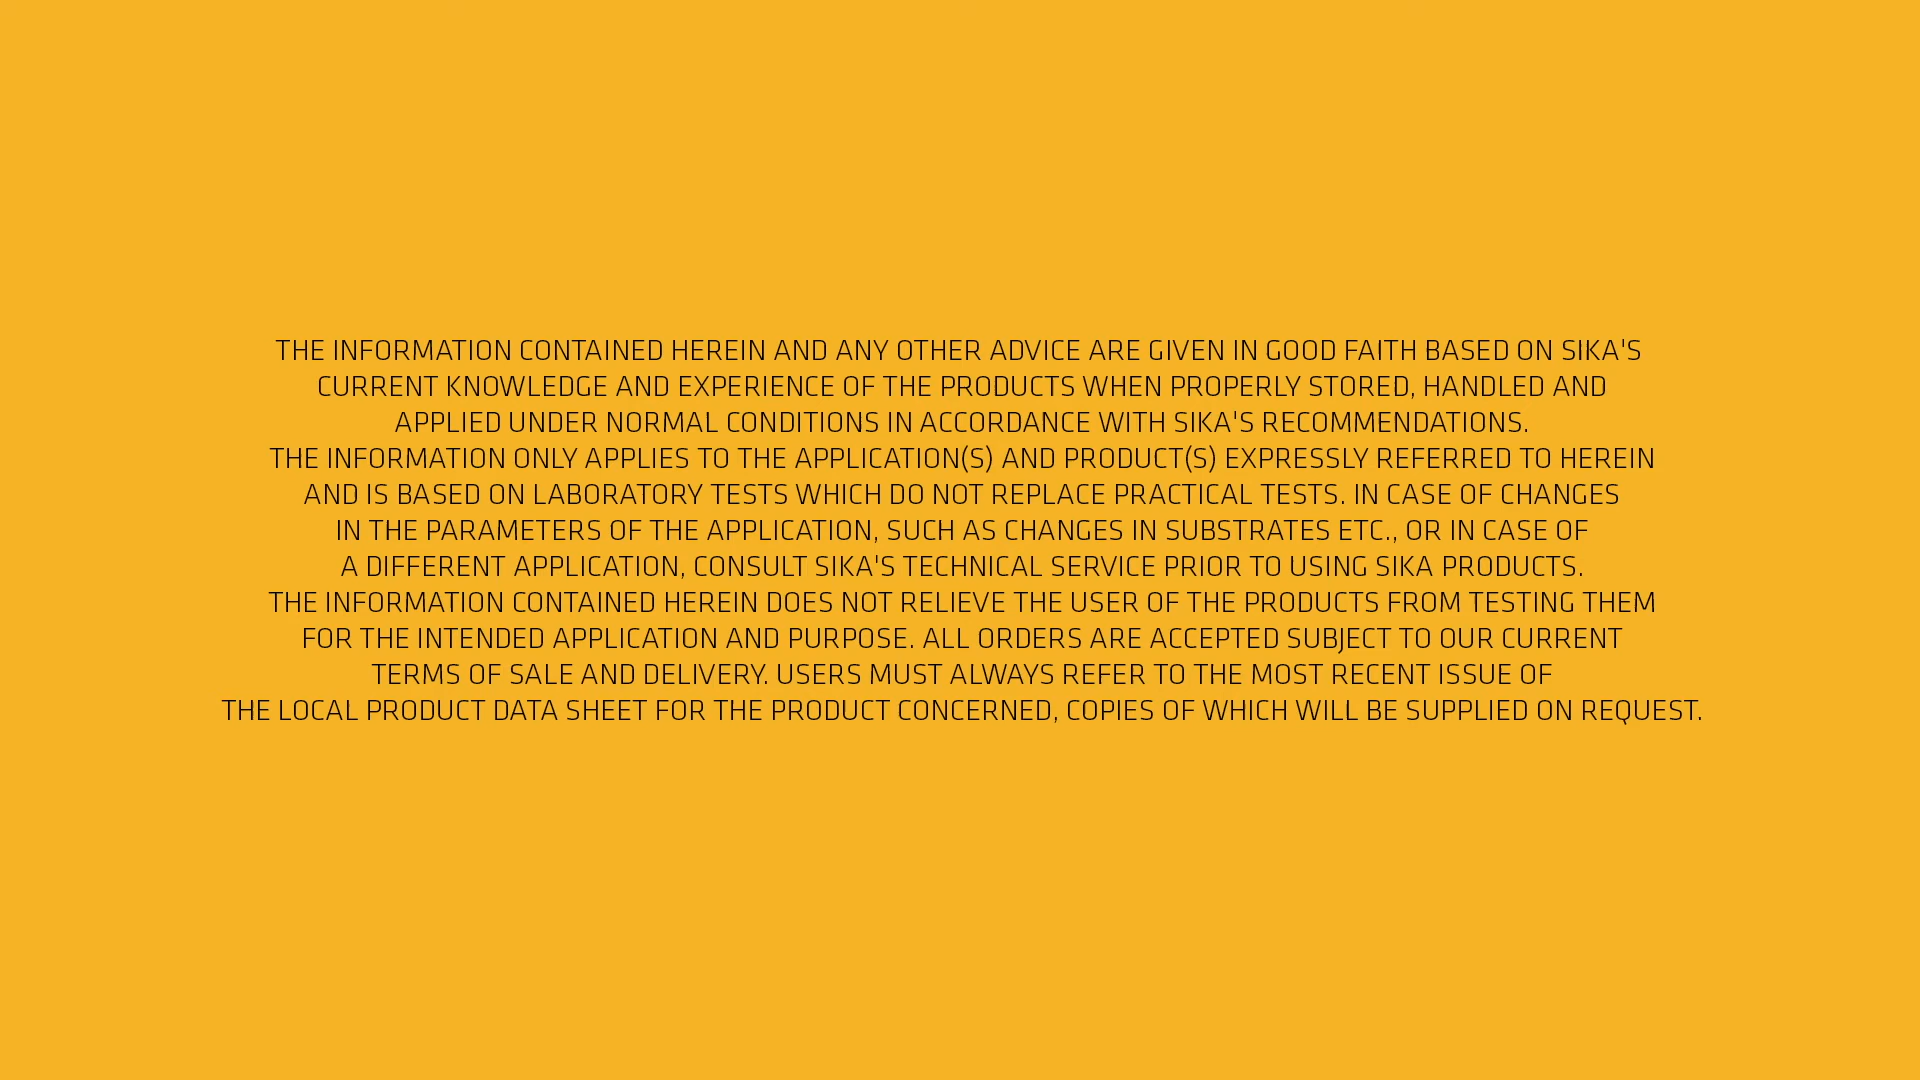 THE INFORMATION CONTAINED HEREIN AND ANY OTHER ADVICE ARE GIVEN IN GOOD FAITH BASED ON SIKA'S
CURRENT KNOWLEDGE AND EXPERIENCE OF THE PRODUCTS WHEN PROPERLY STORED, HANDLED AND
APPLIED UNDER NORMAL CONDITIONS IN ACCORDANCE WITH SIKA'S RECOMMENDATIONS.
THE INFORMATION ONLY APPLIES TO THE APPLICATION(S) AND PRODUCT(S) EXPRESSLY REFERRED TO HEREIN
AND IS BASED ON LABORATORY TESTS WHICH DO NOT REPLACE PRACTICAL TESTS. IN CASE OF CHANGES
IN THE PARAMETERS OF THE APPLICATION, SUCH AS CHANGES IN SUBSTRATES ETC., OR IN CASE OF
A DIFFERENT APPLICATION, CONSULT SIKA'S TECHNICAL SERVICE PRIOR TO USING SIKA PRODUCTS.
THE INFORMATION CONTAINED HEREIN DOES NOT RELIEVE THE USER OF THE PRODUCTS FROM TESTING THEM
FOR THE INTENDED APPLICATION AND PURPOSE. ALL ORDERS ARE ACCEPTED SUBJECT TO OUR CURRENT
TERMS OF SALE AND DELIVERY. USERS MUST ALWAYS REFER TO THE MOST RECENT ISSUE OF
THE LOCAL PRODUCT DATA SHEET FOR THE PRODUCT CONCERNED, COPIES OF WHICH WILL BE SUPPLIED ON REQUEST.